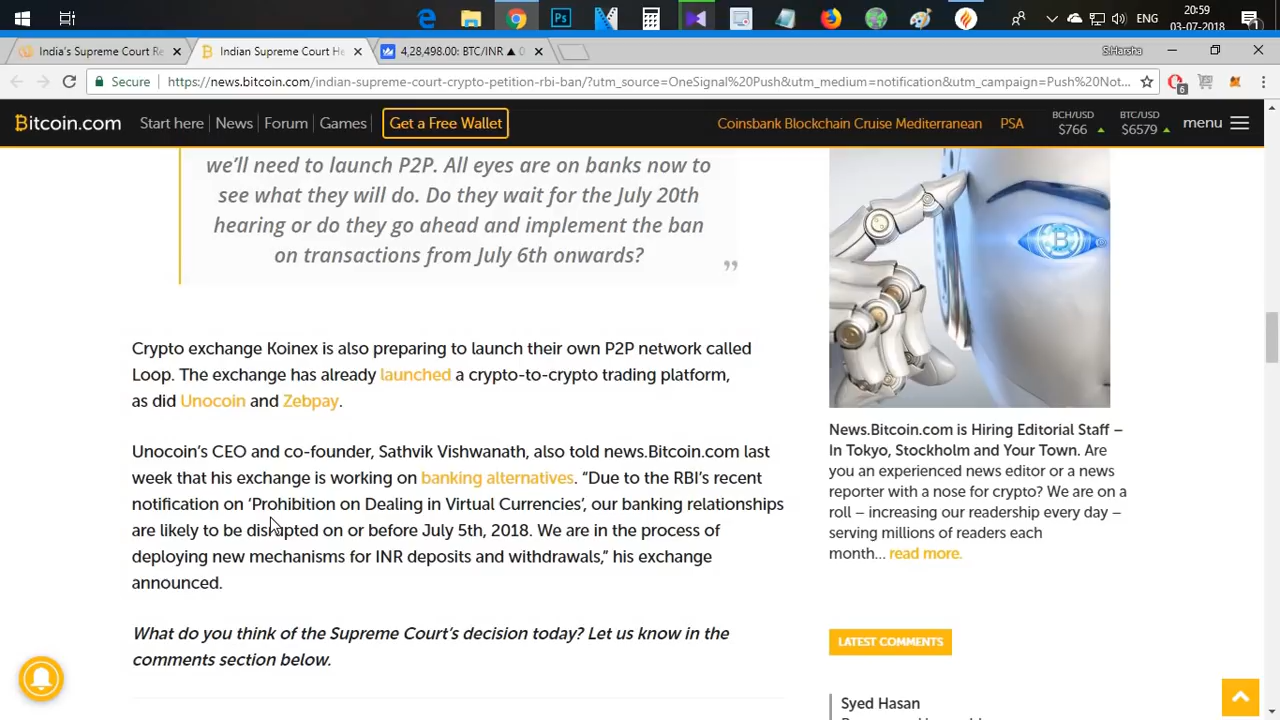 20:59
ENG
03-07-2018
India's Supreme Court Re
Indian Supreme Court He
4,28,498.00: BTC/INR ▲ 0
S.Harsha
Secure
https://news.bitcoin.com/indian-supreme-court-crypto-petition-rbi-ban/?utm_source=OneSignal%20Push&utm_medium=notification&utm_campaign=Push%20Not...
6
Bitcoin.com
Start here
News
Forum
Games
Get a Free Wallet
Coinsbank Blockchain Cruise Mediterranean
PSA
BCH/USD
$766
BTC/USD
$6579
menu
we'll need to launch P2P. All eyes are on banks now to
see what they will do. Do they wait for the July 20th
hearing or do they go ahead and implement the ban
on transactions from July 6th onwards?
”
Crypto exchange Koinex is also preparing to launch their own P2P network called
Loop. The exchange has already launched a crypto-to-crypto trading platform,
as did Unocoin and Zebpay.
Unocoin's CEO and co-founder, Sathvik Vishwanath, also told news.Bitcoin.com last
week that his exchange is working on banking alternatives. “Due to the RBI's recent
notification on ‘Prohibition on Dealing in Virtual Currencies’, our banking relationships
are likely to be disrupted on or before July 5th, 2018. We are in the process of
deploying new mechanisms for INR deposits and withdrawals,” his exchange
announced.
What do you think of the Supreme Court's decision today? Let us know in the
comments section below.
News.Bitcoin.com is Hiring Editorial Staff –
In Tokyo, Stockholm and Your Town. Are
you an experienced news editor or a news
reporter with a nose for crypto? We are on a
roll – increasing our readership every day –
serving millions of readers each
month... read more.
LATEST COMMENTS
Syed Hasan